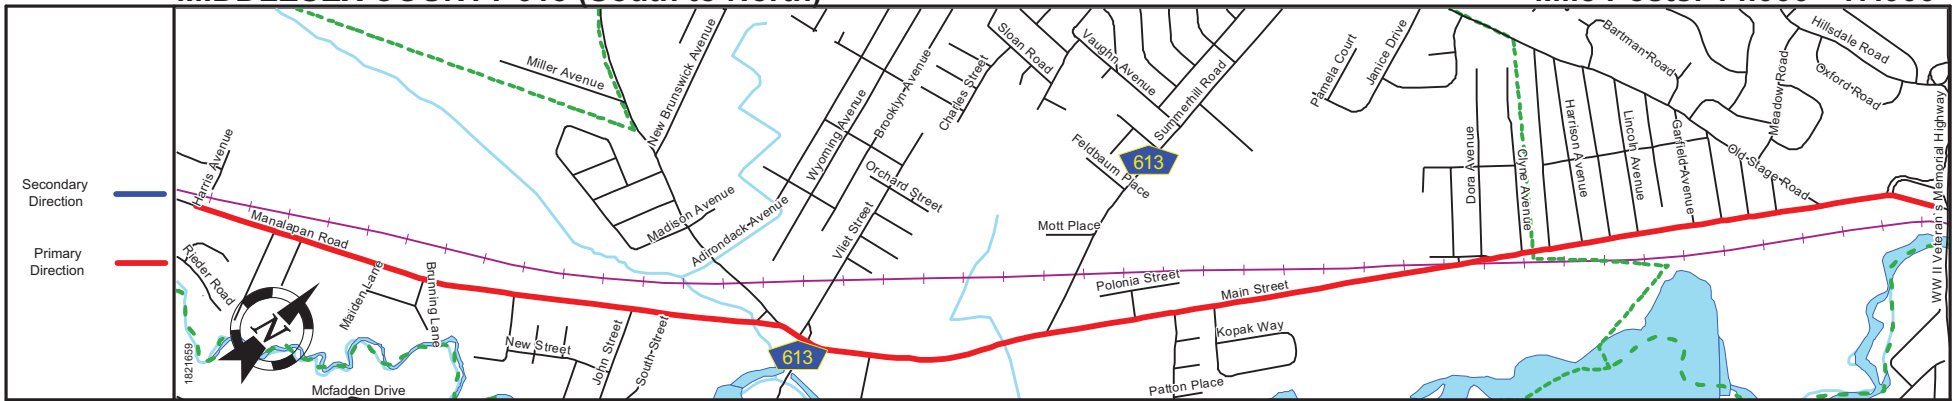 Secondary
Direction
Primary
Direction
Harris Avenue
Manalapan Road
Rieder Road
Maiden Lane
Brunning Lane
N
1821659
Mcfadden Drive
New Street
John Street
South Street
Miller Avenue
New Brunswick Avenue
Madison Avenue
Adirondack Avenue
Wyoming Avenue
Brooklyn Avenue
Charles Street
Orchard Street
Vliet Street
613
Sloan Road
Vaughn Avenue
Summerhill Road
613
Feldbaum Place
Mott Place
Polonia Street
Main Street
Kopak Way
Patton Place
Pamela Court
Janice Drive
Dora Avenue
Clyne Avenue
Harrison Avenue
Lincoln Avenue
Garfield Avenue
Old Stage Road
Bartman Road
Meadow Road
Hillsdale Road
Oxford Road
WW II Veteran's Memorial Highway